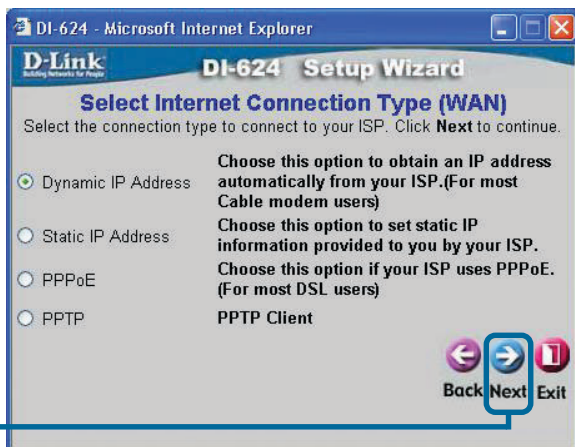 DI-624 - Microsoft Internet Explorer
D-Link
Building Networks for People
DI-624 Setup Wizard
Select Internet Connection Type (WAN)
Select the connection type to connect to your ISP. Click Next to continue.
Dynamic IP Address
Choose this option to obtain an IP address
automatically from your ISP.(For most
Cable modem users)
Static IP Address
Choose this option to set static IP
information provided to you by your ISP.
PPPoE
Choose this option if your ISP uses PPPoE.
(For most DSL users)
PPTP
PPTP Client
Back Next Exit